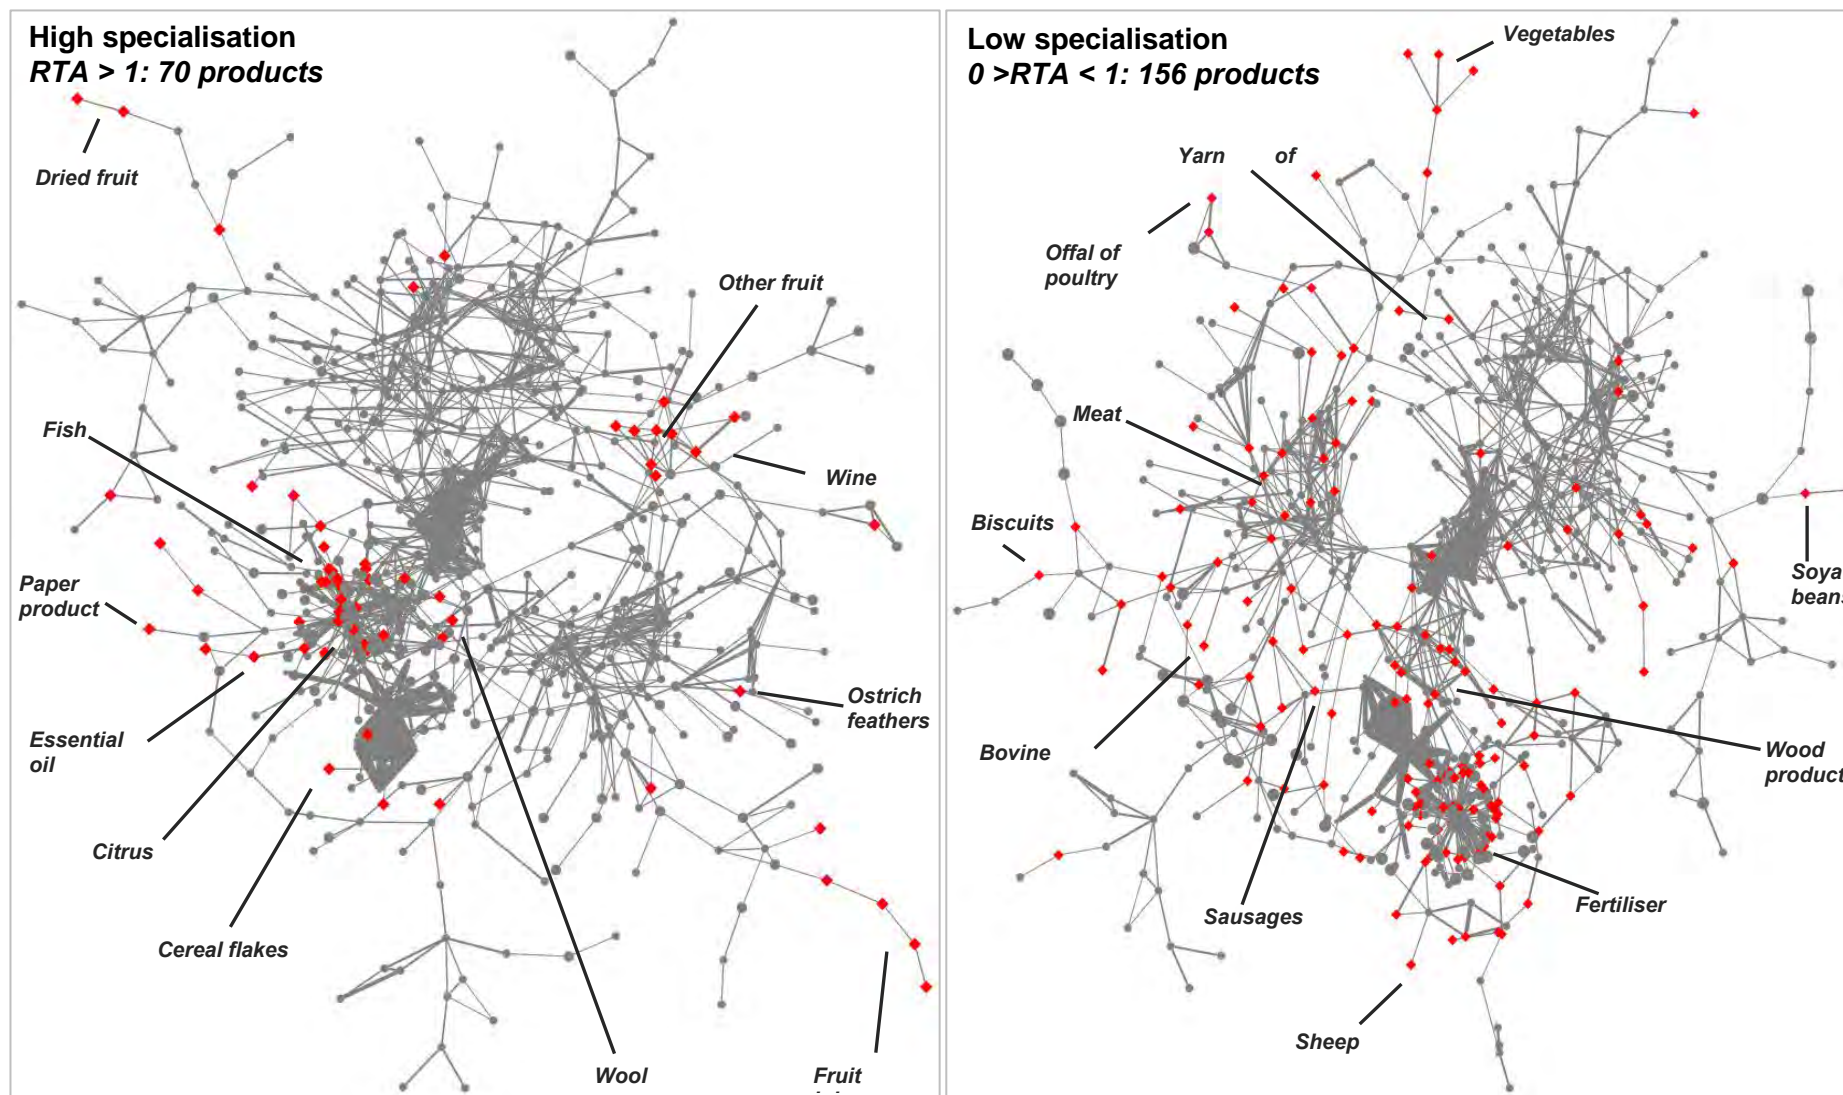 High specialisation
RTA > 1: 70 products
Dried fruit
Other fruit
Fish
Wine
Paper
product
Ostrich
feathers
Essential
oil
Citrus
Cereal flakes
Wool
Fruit
Low specialisation
0 >RTA < 1: 156 products
Vegetables
Yarn of
Offal of
poultry
Meat
Biscuits
Soya
beans
Bovine
Wood
product
Sausages
Fertiliser
Sheep